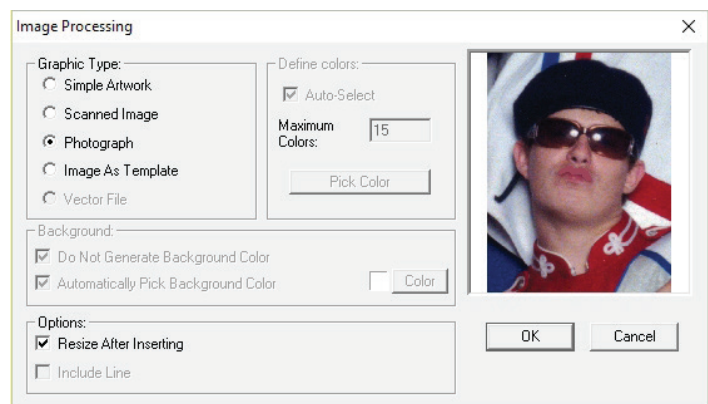 Image Processing
Graphic Type:
Simple Artwork
Scanned Image
Photograph
Image As Template
Vector File
Define colors:
Auto-Select
Maximum
Colors:
15
Pick Color
Background:
Do Not Generate Background Color
Automatically Pick Background Color
Color
Options:
Resize After Inserting
Include Line
OK
Cancel